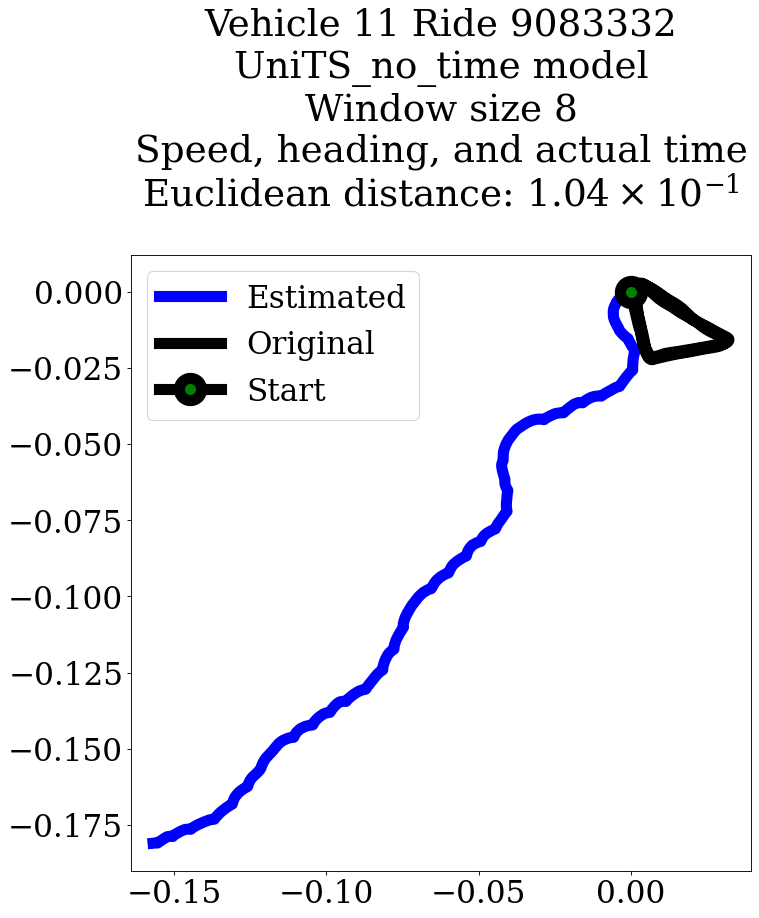 Vehicle 11 Ride 9083332
UniTS_no_time model
Window size 8
Speed, heading, and actual time
Euclidean distance: 1.04 × 10⁻¹
Estimated
Original
Start
0.000
−0.025
−0.050
−0.075
−0.100
−0.125
−0.150
−0.175
−0.15 −0.10 −0.05 0.00